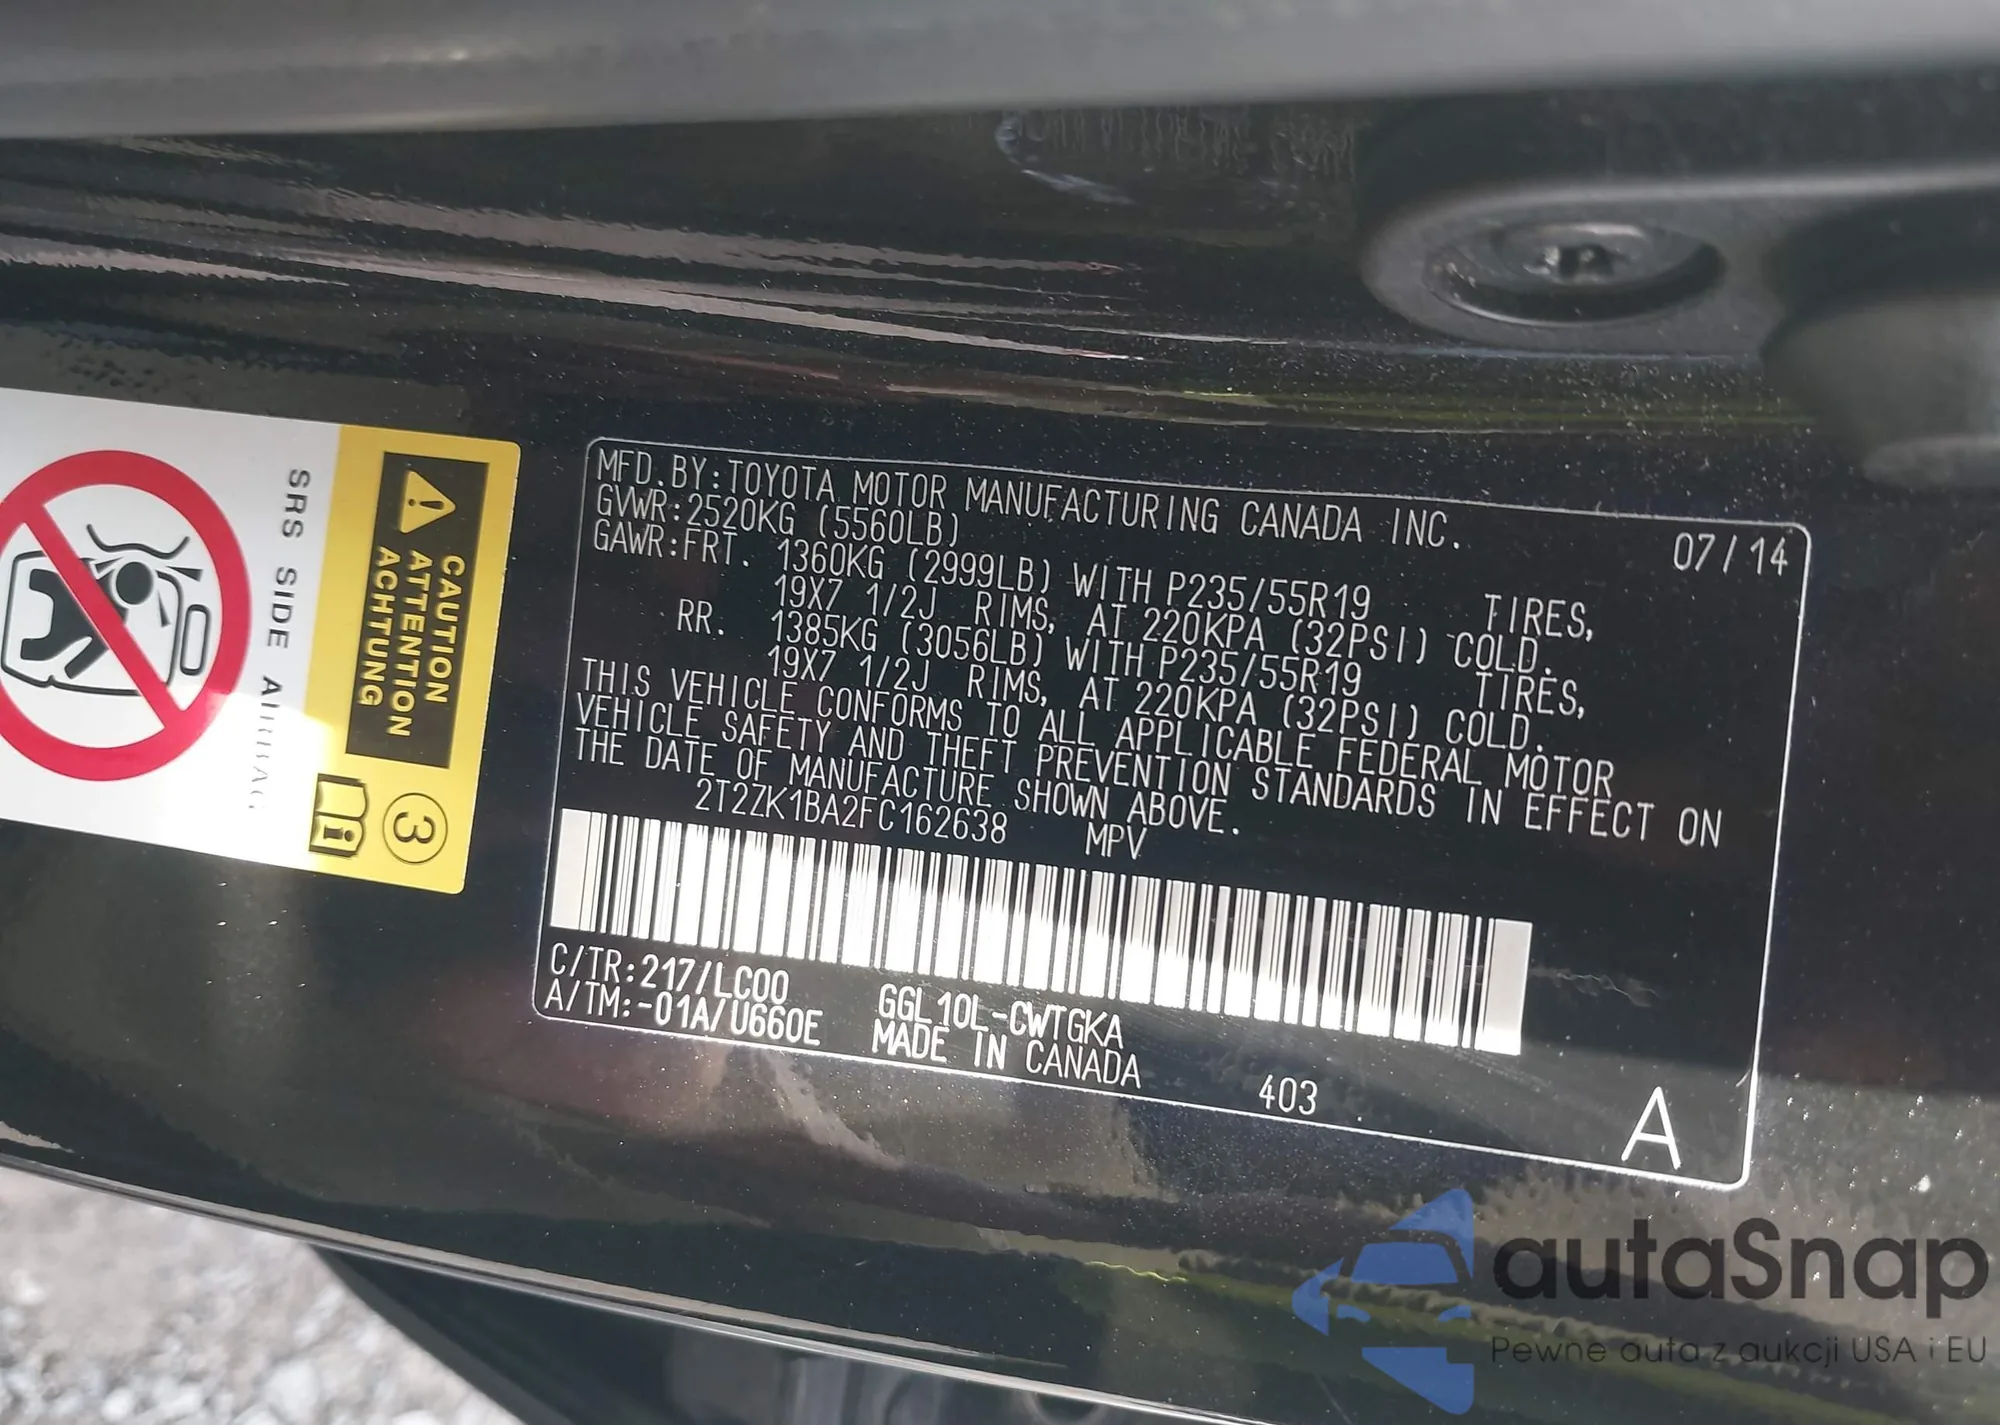 SRS SIDE AIRBAG
CAUTION
ATTENTION
ACHTUNG
3
MFD.BY:TOYOTA MOTOR MANUFACTURING CANADA INC. 07/14
GVWR:2520KG (5560LB)
GAWR:FRT. 1360KG (2999LB) WITH P235/55R19 TIRES,
19X7 1/2J RIMS, AT 220KPA (32PSI) COLD.
RR. 1385KG (3056LB) WITH P235/55R19 TIRES,
19X7 1/2J RIMS, AT 220KPA (32PSI) COLD.
THIS VEHICLE CONFORMS TO ALL APPLICABLE FEDERAL MOTOR
VEHICLE SAFETY AND THEFT PREVENTION STANDARDS IN EFFECT ON
THE DATE OF MANUFACTURE SHOWN ABOVE.
2T2ZK1BA2FC162638 MPV
C/TR:217/LC00 GGL10L-CWTGKA
A/TM:-01A/U660E MADE IN CANADA
403
A
autaSnap
Pewne auta z aukcji USA i EU